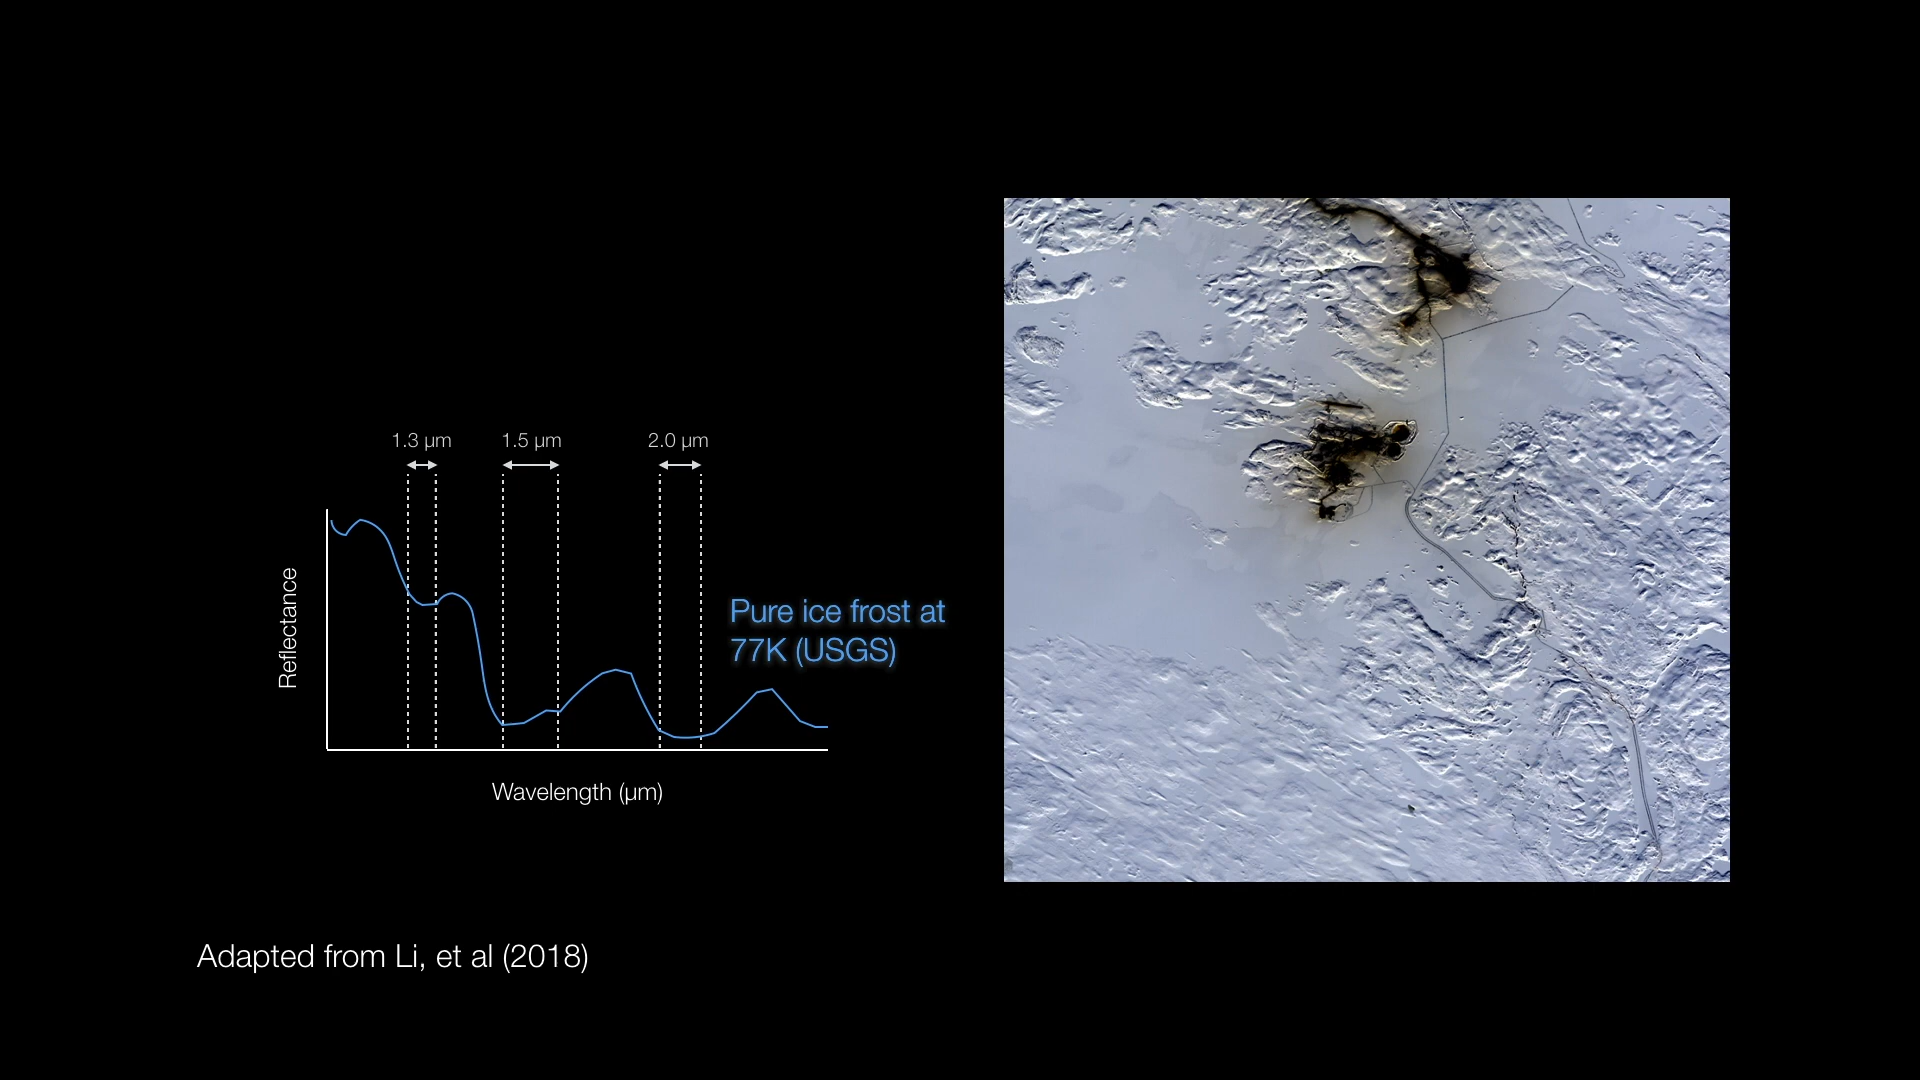 1.3 µm
1.5 µm
2.0 µm
Reflectance
Pure ice frost at
77K (USGS)
Wavelength (µm)
Adapted from Li, et al (2018)